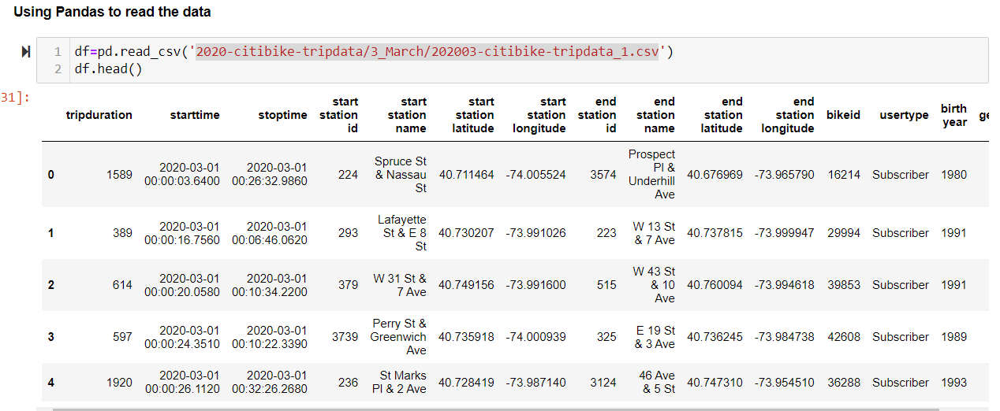 Using Pandas to read the data
1 df=pd.read_csv('2020-citibike-tripdata/3_March/202003-citibike-tripdata_1.csv')
2 df.head()
31]:
tripduration starttime stoptime start station id start station name start station latitude start station longitude end station id end station name end station latitude end station longitude bikeid usertype birth year ge
0 1589 2020-03-01 00:00:03.6400 2020-03-01 00:26:32.9860 224 Spruce St & Nassau St 40.711464 -74.005524 3574 Prospect Pl & Underhill Ave 40.676969 -73.965790 16214 Subscriber 1980
1 389 2020-03-01 00:00:16.7560 2020-03-01 00:06:46.0620 293 Lafayette St & E 8 St 40.730207 -73.991026 223 W 13 St & 7 Ave 40.737815 -73.999947 29994 Subscriber 1991
2 614 2020-03-01 00:00:20.0580 2020-03-01 00:10:34.2200 379 W 31 St & 7 Ave 40.749156 -73.991600 515 W 43 St & 10 Ave 40.760094 -73.994618 39853 Subscriber 1991
3 597 2020-03-01 00:00:24.3510 2020-03-01 00:10:22.3390 3739 Perry St & Greenwich Ave 40.735918 -74.000939 325 E 19 St & 3 Ave 40.736245 -73.984738 42608 Subscriber 1989
4 1920 2020-03-01 00:00:26.1120 2020-03-01 00:32:26.2680 236 St Marks Pl & 2 Ave 40.728419 -73.987140 3124 46 Ave & 5 St 40.747310 -73.954510 36288 Subscriber 1993